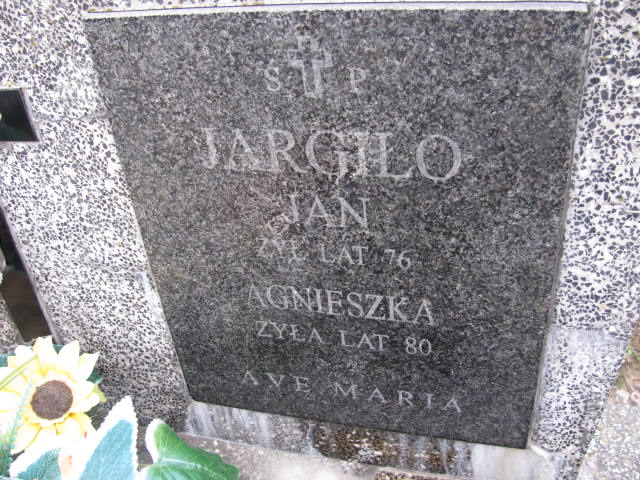 Ś P
JARGIŁO
JAN
ŻYŁ LAT 76
AGNIESZKA
ŻYŁA LAT 80
AVE MARIA